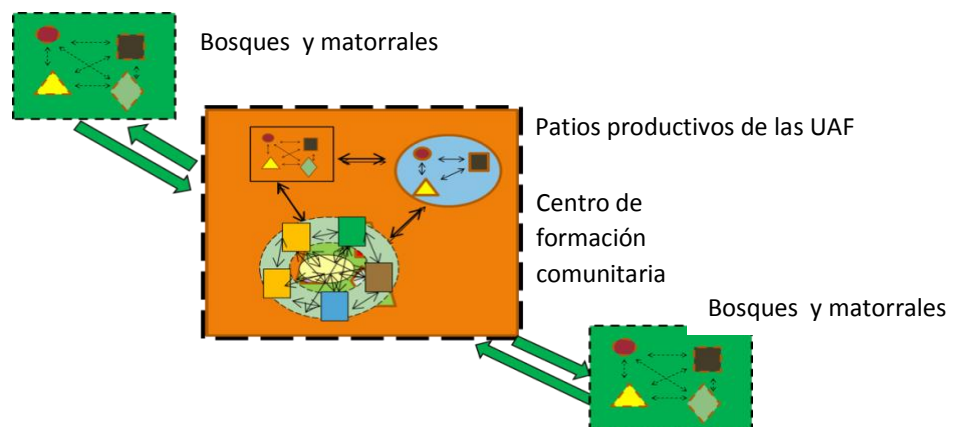 Bosques y matorrales
Patios productivos de las UAF
Centro de
formación
comunitaria
Bosques y matorrales